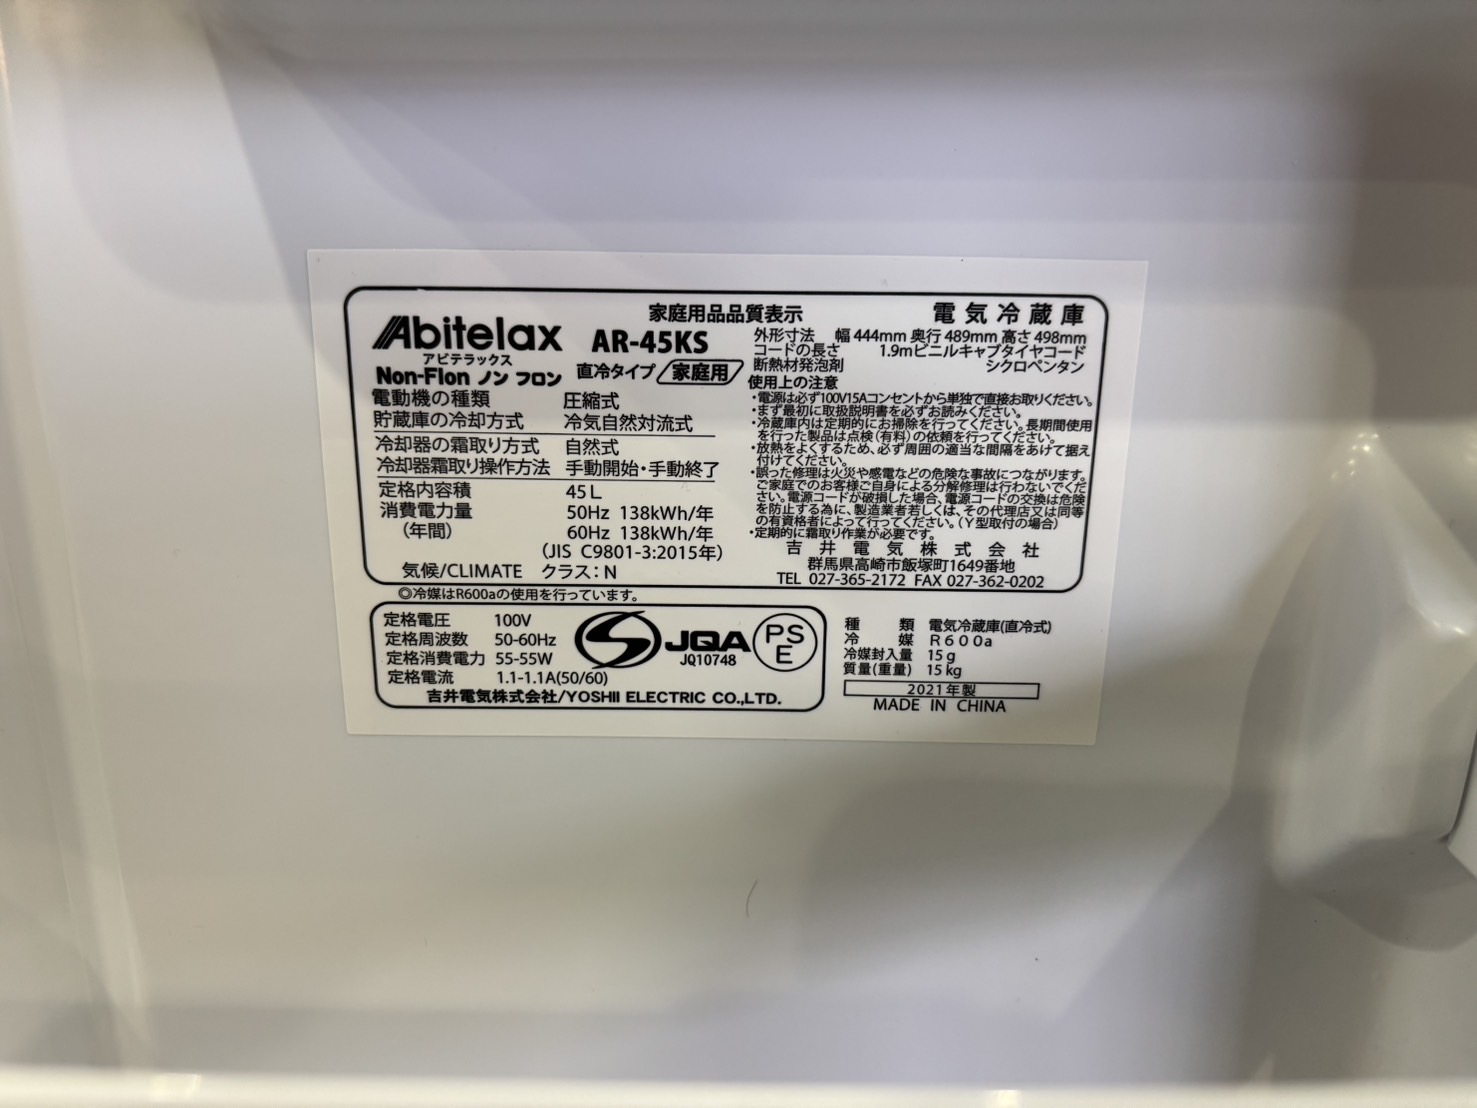 家庭用品品質表示 電気冷蔵庫
Abitelax AR-45KS
アビテラックス
Non-Flon ノン フロン 直冷タイプ 家庭用
電動機の種類 圧縮式
貯蔵庫の冷却方式 冷気自然対流式
冷却器の霜取り方式 自然式
冷却器霜取り操作方法 手動開始・手動終了
定格内容積 45L
消費電力量 50Hz 138kWh/年
(年間) 60Hz 138kWh/年
(JIS C9801-3:2015年)
気候/CLIMATE クラス:N
外形寸法 幅 444mm 奥行 489mm 高さ 498mm
コードの長さ 1.9mビニルキャブタイヤコード
断熱材発泡剤 シクロペンタン
使用上の注意
・電源は必ず100V15Aコンセントから単独で直接お取りください。
・まず最初に取扱説明書を必ずお読みください。
・冷蔵庫内は定期的にお掃除を行ってください。長期間使用
を行った製品は点検(有料)の依頼を行ってください。
・放熱をよくするため、必ず周囲の適当な間隔をあけて据え
付けてください。
・誤った修理は火災や感電などの危険な事故につながります。
ご家庭でのお客様ご自身による分解修理は行わないでくだ
さい。電源コードが破損した場合、電源コードの交換は危険
を防止する為に、製造業者若しくは、その代理店又は同等
の有資格者によって行ってください。(Y型取付の場合)
・定期的に霜取り作業が必要です。
吉井電気株式会社
群馬県高崎市飯塚町1649番地
TEL 027-365-2172 FAX 027-362-0202
◎冷媒はR600aの使用を行っています。
定格電圧 100V
定格周波数 50-60Hz
定格消費電力 55-55W
定格電流 1.1-1.1A(50/60)
JQA
JQ10748
PS
E
吉井電気株式会社/YOSHII ELECTRIC CO.,LTD.
種類 電気冷蔵庫(直冷式)
冷媒 R600a
冷媒封入量 15g
質量(重量) 15kg
2021年製
MADE IN CHINA